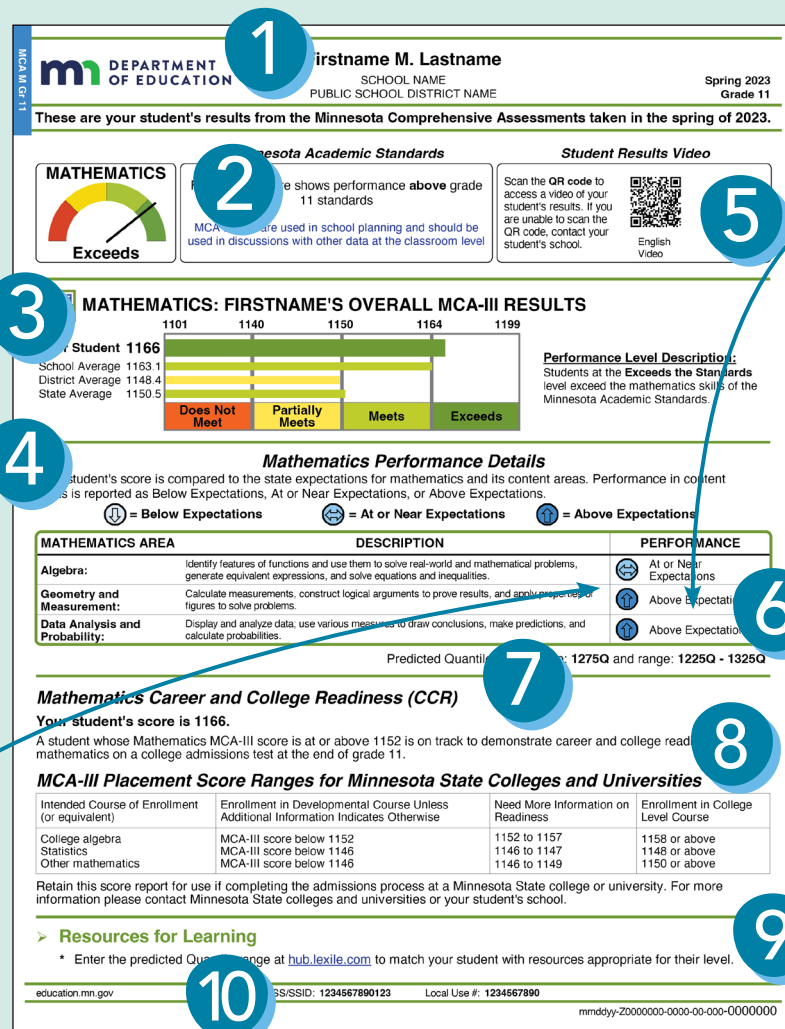 1
MCA M Gr 11
DEPARTMENT
OF EDUCATION
Lastname M.
SCHOOL NAME
PUBLIC SCHOOL DISTRICT NAME
Spring 2023
Grade 11
These are your student's results from the Minnesota Comprehensive Assessments taken in the spring of 2023.
Academic Standards
Student Results Video
MATHEMATICS
Exceeds
2
shows performance above grade
11 standards
MCA are used in school planning and should be
used in discussions with other data at the classroom level
Scan the QR code to
access a video of your
student's results. If you
are unable to scan the
QR code, contact your
student's school.
English
Video
5
3
MATHEMATICS: FIRSTNAME'S OVERALL MCA-III RESULTS
1101 1140 1150 1164 1199
Student 1166
School Average 1163.1
District Average 1148.4
State Average 1150.5
Does Not
Meet
Partially
Meets
Meets
Exceeds
Performance Level Description:
Students at the Exceeds the Standards
level exceed the mathematics skills of the
Minnesota Academic Standards.
4
Mathematics Performance Details
student's score is compared to the state expectations for mathematics and its content areas. Performance in content
is reported as Below Expectations, At or Near Expectations, or Above Expectations.
= Below Expectations = At or Near Expectations = Above Expectations
MATHEMATICS AREA DESCRIPTION PERFORMANCE
Algebra:
Identify features of functions and use them to solve real-world and mathematical problems,
generate equivalent expressions, and solve equations and inequalities.
At or Near
Expectations
Geometry and
Measurement:
Calculate measurements, construct logical arguments to prove results, and apply properties of
figures to solve problems.
Above
Data Analysis and
Probability:
Display and analyze data; use various measures to draw conclusions, make predictions, and
calculate probabilities.
Above
6
Predicted 1275Q and range: 1225Q - 1325Q
7
Mathematics Career and College Readiness (CCR)
Your student's score is 1166.
A student whose Mathematics MCA-III score is at or above 1152 is on track to demonstrate career and college
mathematics on a college admissions test at the end of grade 11.
8
MCA-III Placement Score Ranges for Minnesota State Colleges and Universities
Intended Course of Enrollment
(or equivalent)
Enrollment in Developmental Course Unless
Additional Information Indicates Otherwise
Need More Information on
Readiness
Enrollment in College
Level Course
College algebra MCA-III score below 1152 1152 to 1157 1158 or above
Statistics MCA-III score below 1146 1146 to 1147 1148 or above
Other mathematics MCA-III score below 1146 1146 to 1149 1150 or above
Retain this score report for use if completing the admissions process at a Minnesota State college or university. For more
information please contact Minnesota State colleges and universities or your student's school.
9
Resources for Learning
* Enter the predicted at hub.lexile.com to match your student with resources appropriate for their level.
10
education.mn.gov SS/SSID: 1234567890123 Local Use #: 1234567890
mmddyy-Z0000000-0000-00-000-0000000